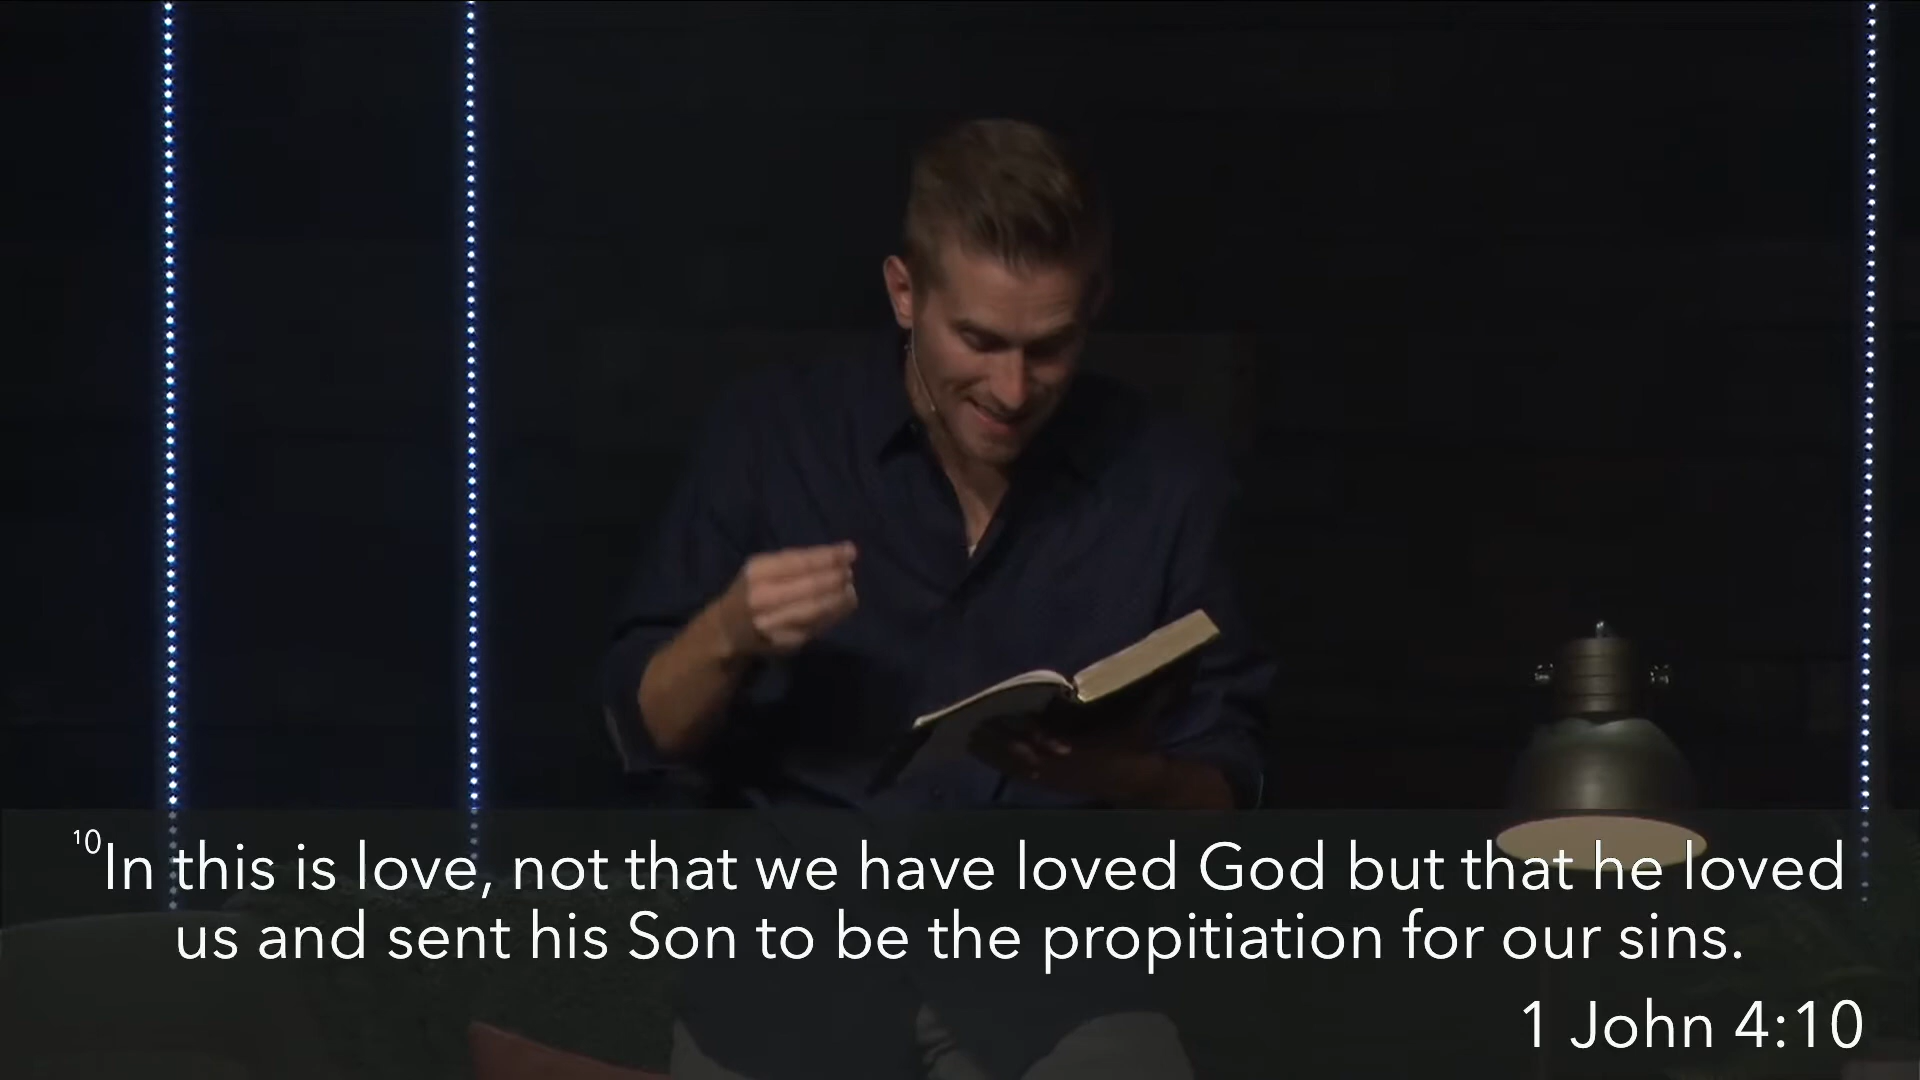 ¹⁰In this is love, not that we have loved God but that he loved
us and sent his Son to be the propitiation for our sins.
1 John 4:10